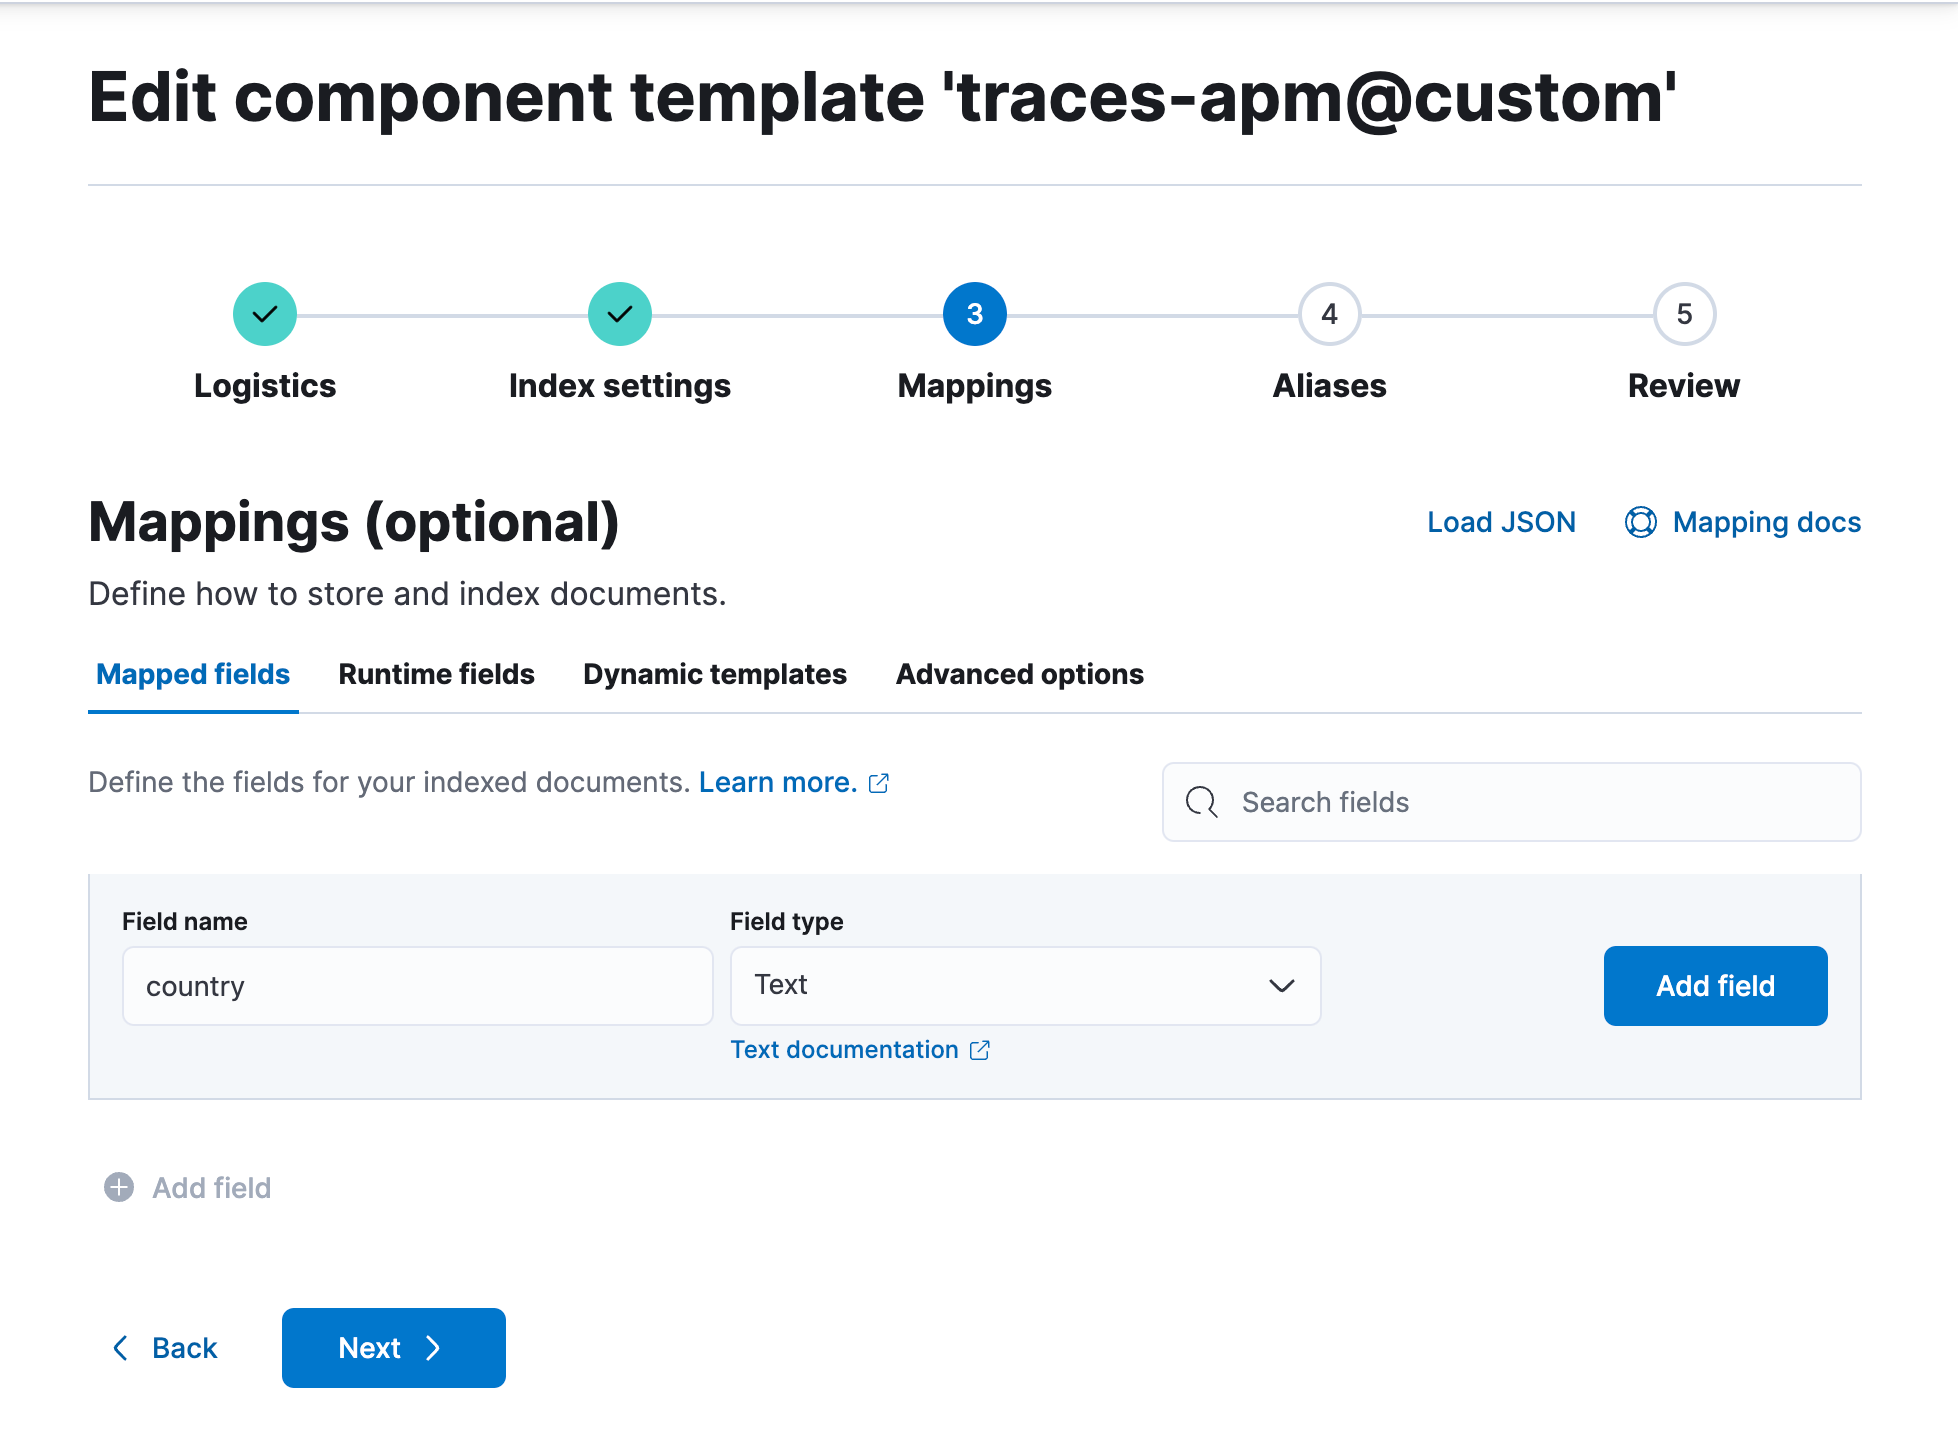 Edit component template 'traces-apm@custom'
3
4
5
Logistics
Index settings
Mappings
Aliases
Review
Mappings (optional)
Load JSON
Mapping docs
Define how to store and index documents.
Mapped fields
Runtime fields
Dynamic templates
Advanced options
Define the fields for your indexed documents. Learn more.
Search fields
Field name
Field type
country
Text
Add field
Text documentation
Add field
Back
Next